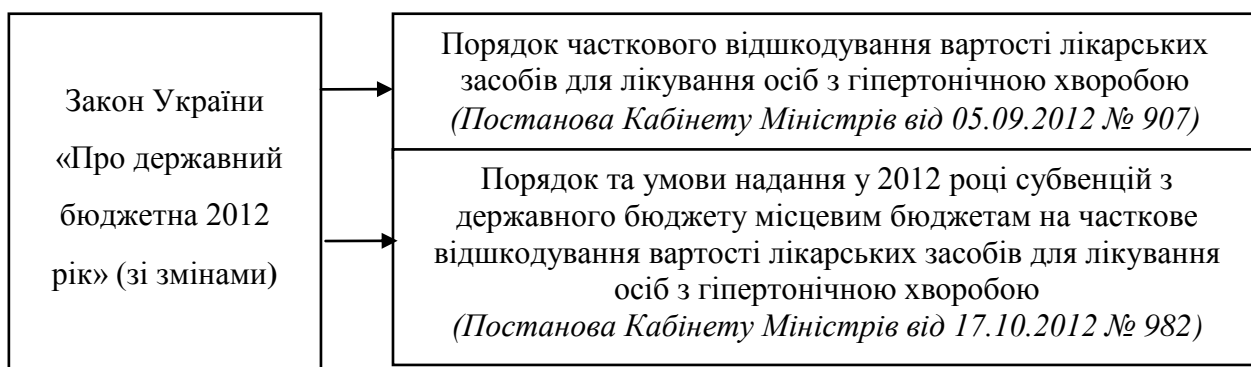 Закон України
«Про державний
бюджетна 2012
рік» (зі змінами)
Порядок часткового відшкодування вартості лікарських
засобів для лікування осіб з гіпертонічною хворобою
(Постанова Кабінету Міністрів від 05.09.2012 № 907)
Порядок та умови надання у 2012 році субвенцій з
державного бюджету місцевим бюджетам на часткове
відшкодування вартості лікарських засобів для лікування
осіб з гіпертонічною хворобою
(Постанова Кабінету Міністрів від 17.10.2012 № 982)